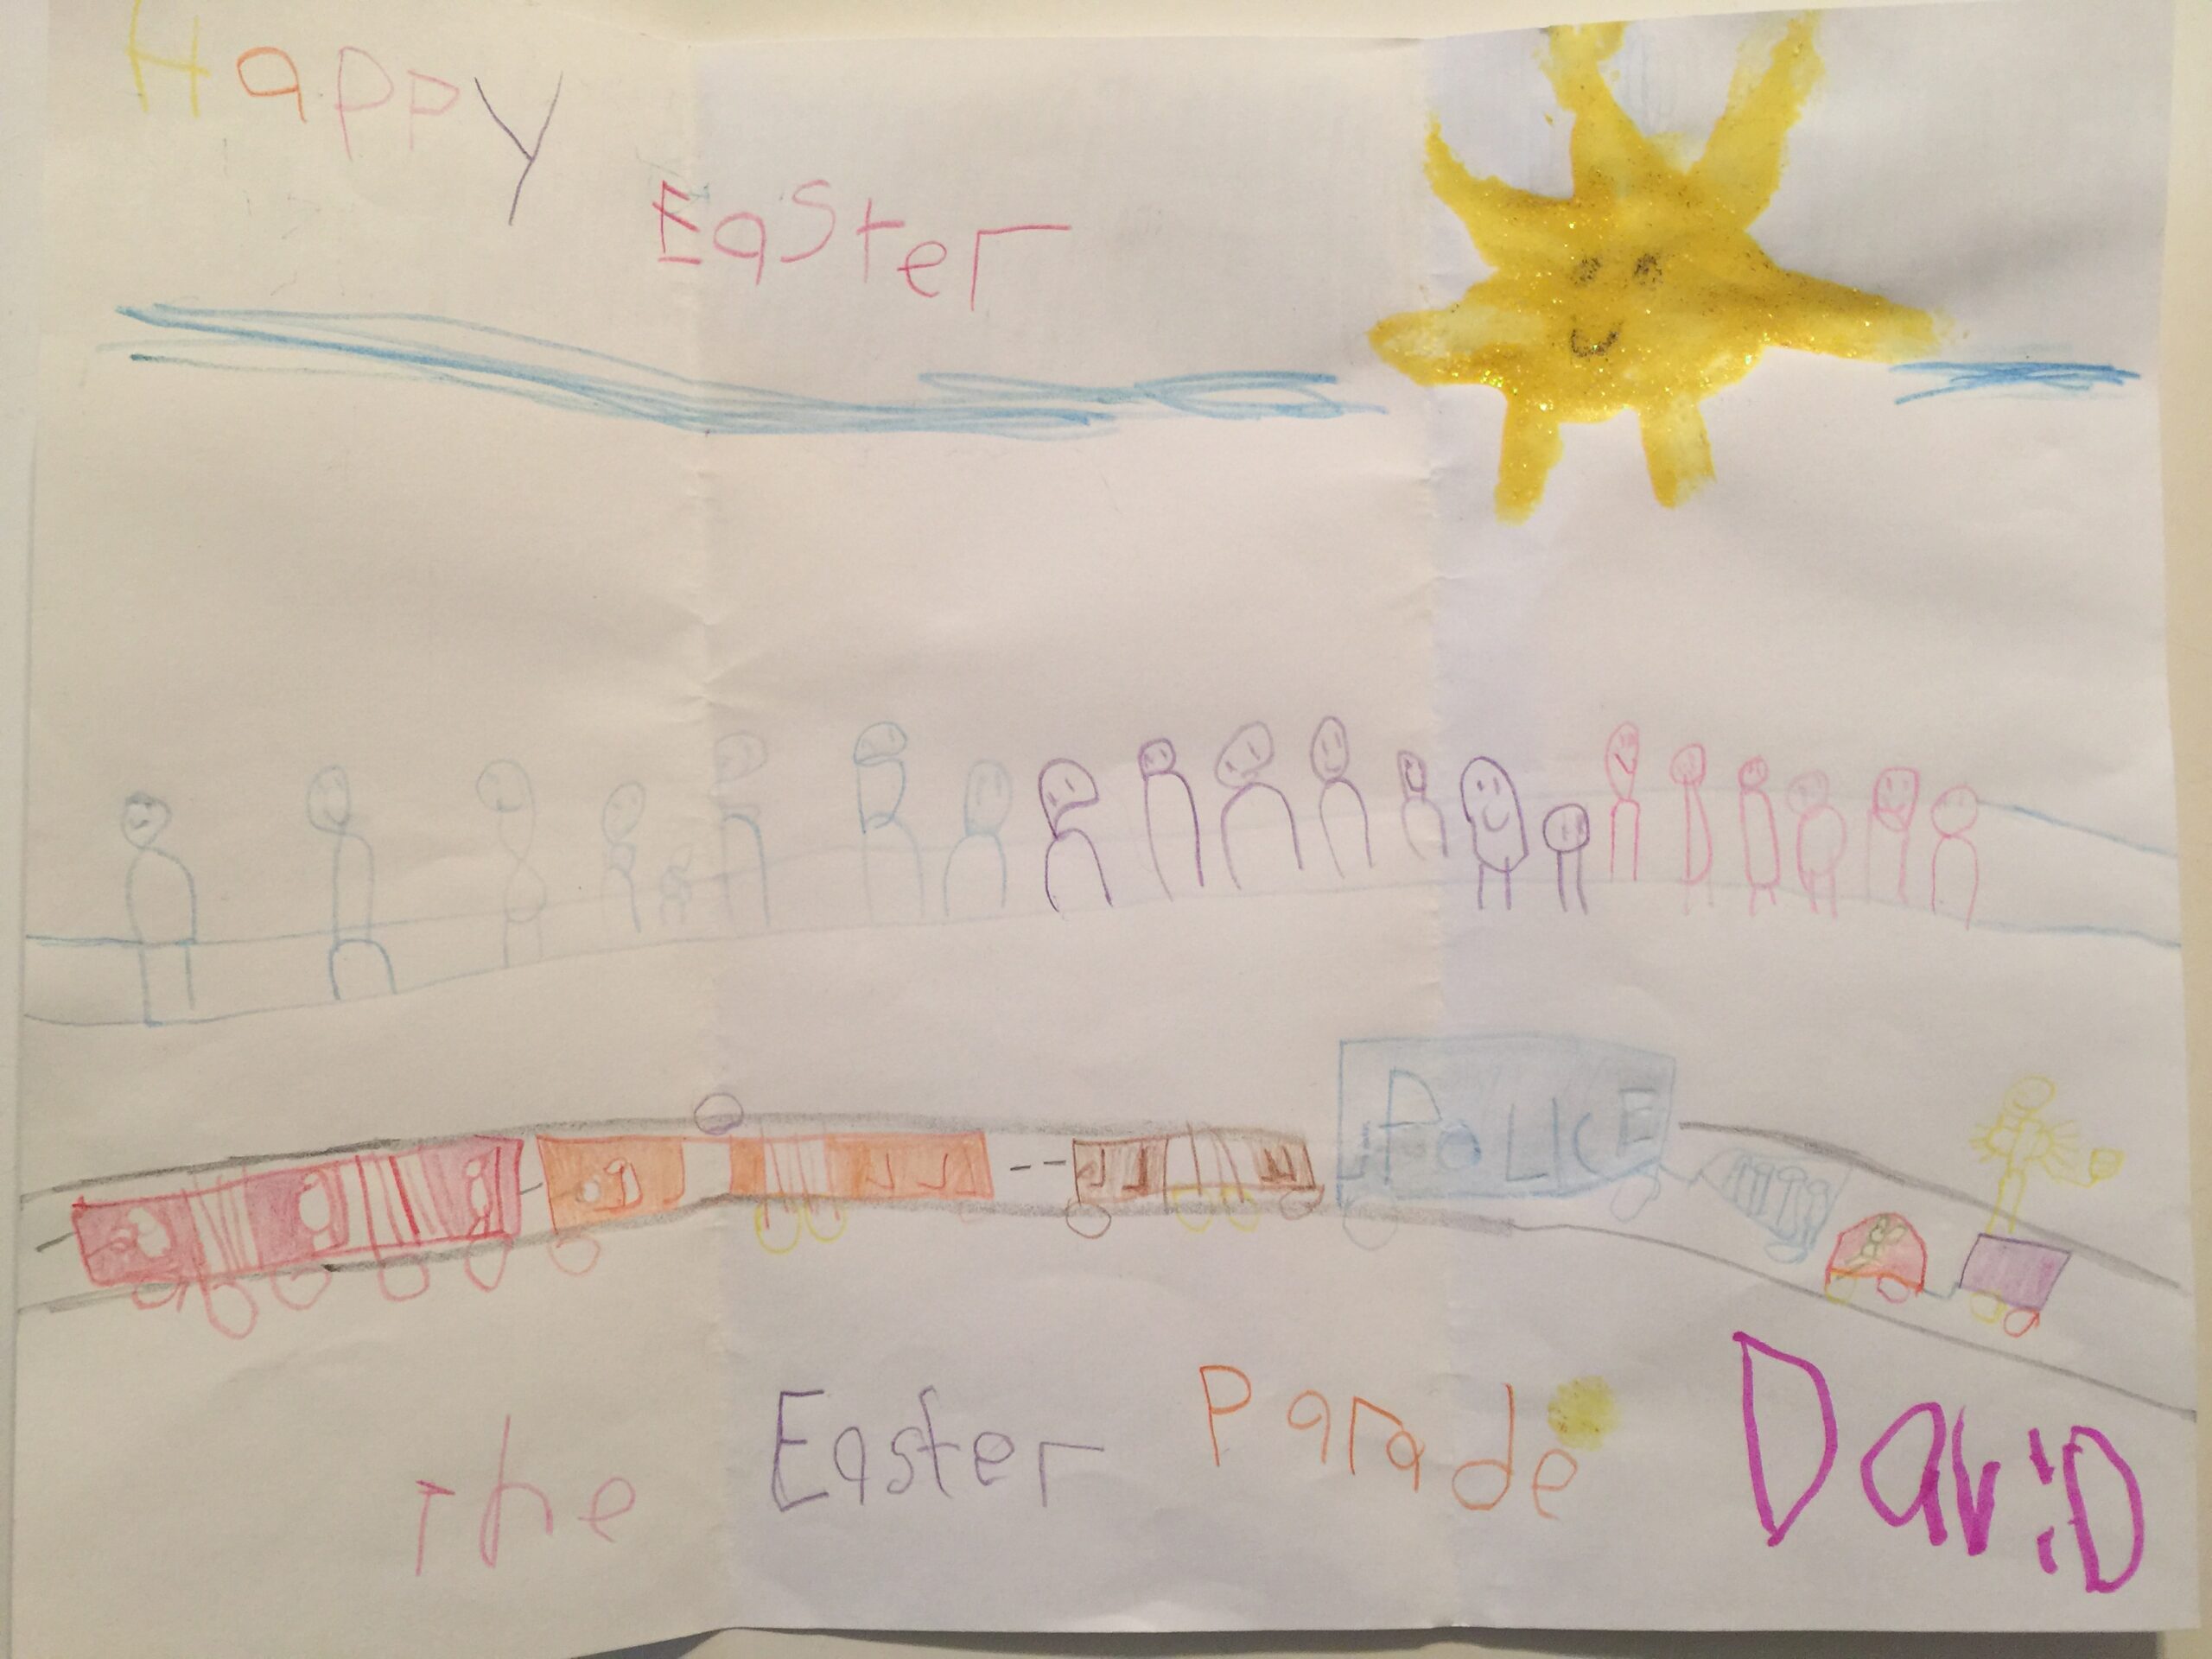 Happy
Easter
POLICE
The Easter Parade
DaviD